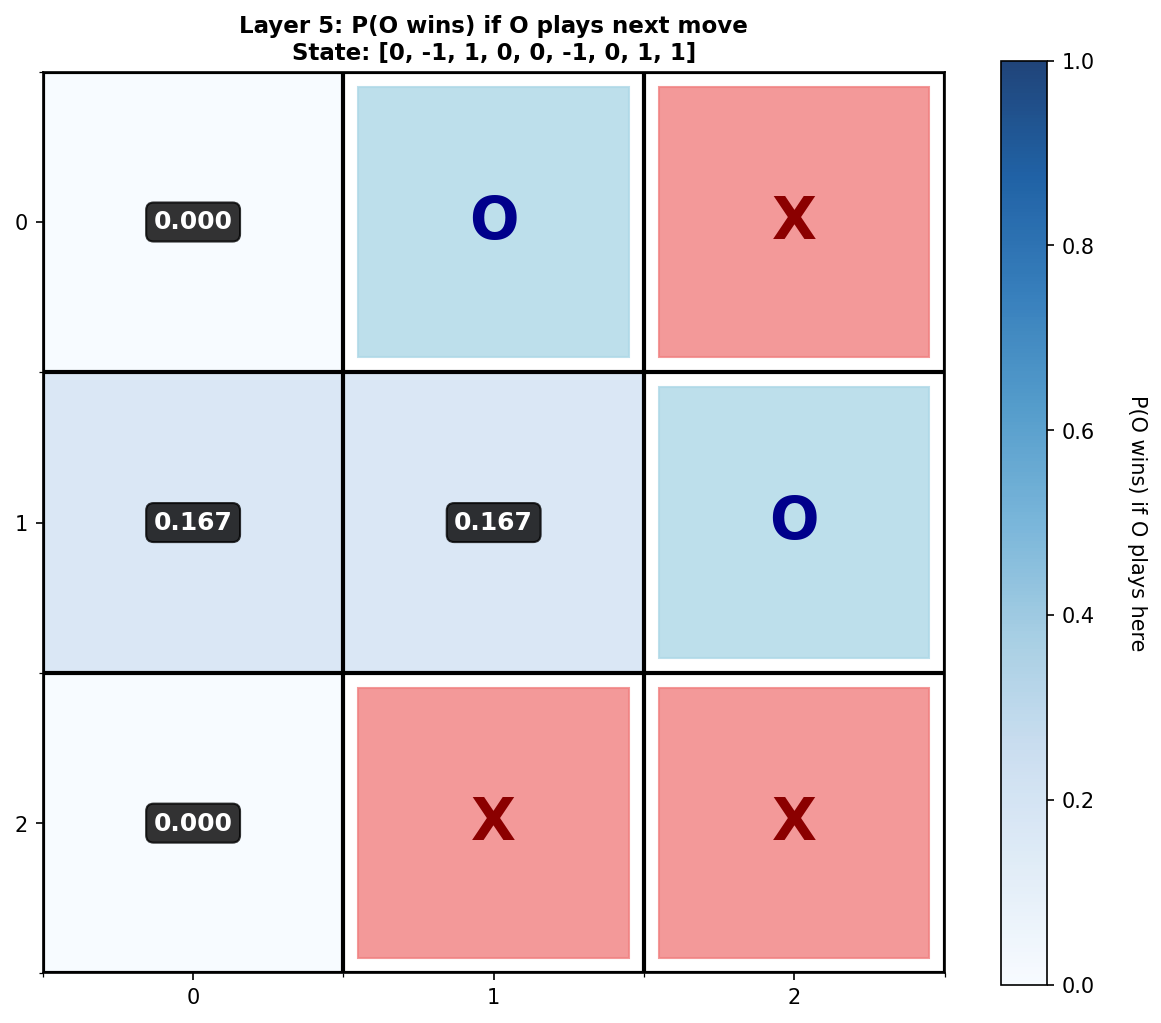 Layer 5: P(O wins) if O plays next move
State: [0, -1, 1, 0, 0, -1, 0, 1, 1]
0
0.000
O
X
1
0.167
0.167
O
2
0.000
X
X
0
1
2
1.0
0.8
0.6
0.4
0.2
0.0
P(O wins) if O plays here